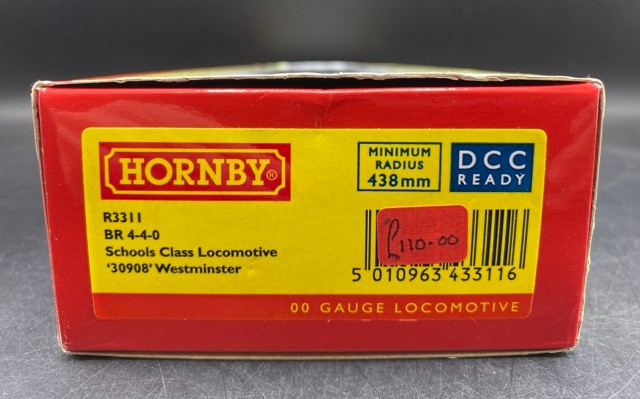 HORNBY®
MINIMUM
RADIUS
438mm
DCC
READY
R3311
BR 4-4-0
Schools Class Locomotive
'30908' Westminster
£110-00
5 010963 433116
00 GAUGE LOCOMOTIVE